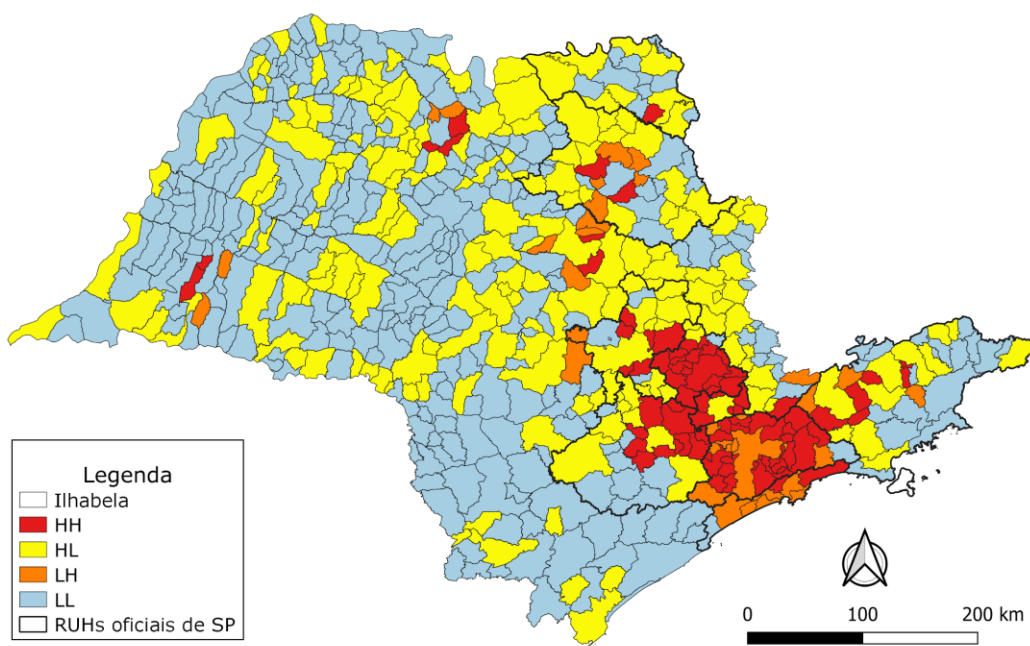 Legenda
Ilhabela
HH
HL
LH
LL
RUHs oficiais de SP
0 100 200 km